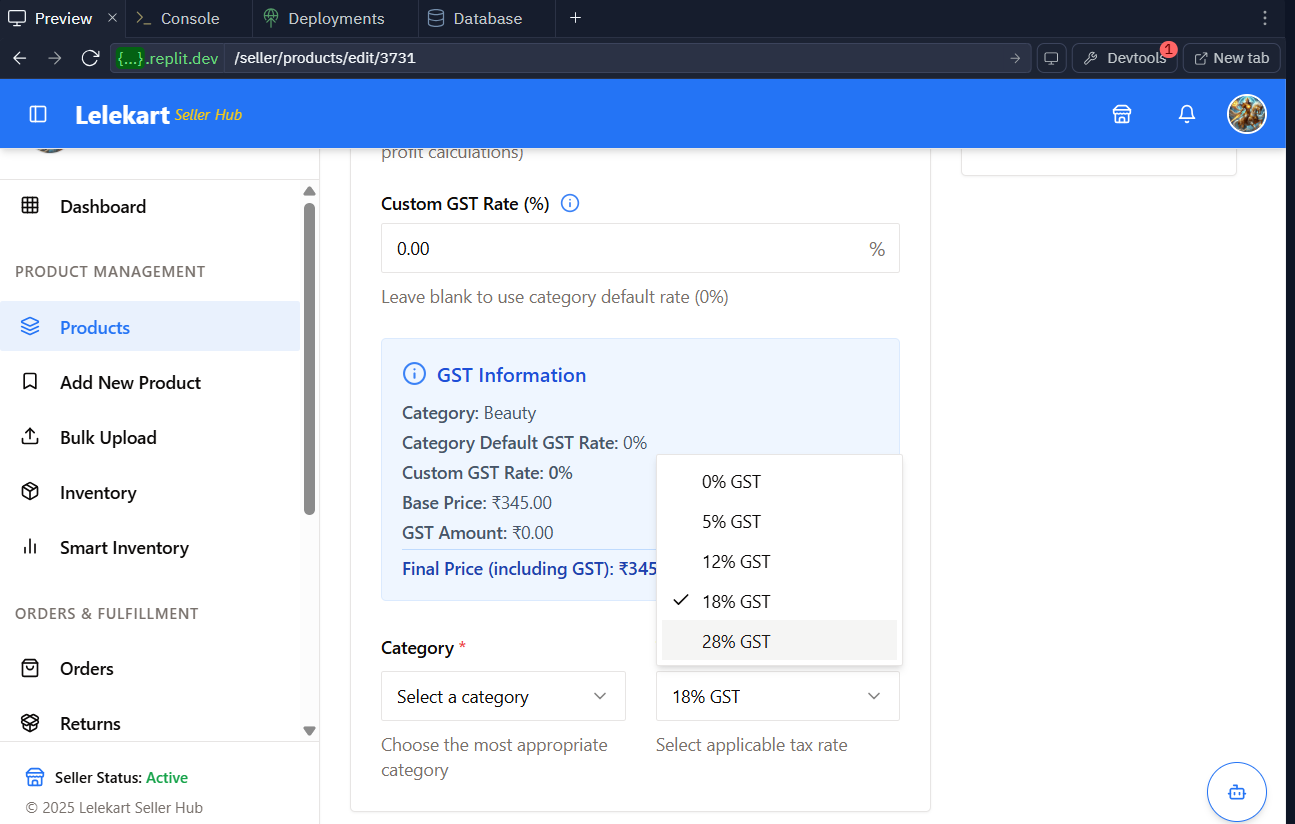 Preview
Console
Deployments
Database
{...}.replit.dev
/seller/products/edit/3731
Devtools
1
New tab
Lelekart Seller Hub
profit calculations)
Dashboard
PRODUCT MANAGEMENT
Products
Add New Product
Bulk Upload
Inventory
Smart Inventory
ORDERS & FULFILLMENT
Orders
Returns
Seller Status: Active
© 2025 Lelekart Seller Hub
Custom GST Rate (%)
0.00 %
Leave blank to use category default rate (0%)
GST Information
Category: Beauty
Category Default GST Rate: 0%
Custom GST Rate: 0%
Base Price: ₹345.00
GST Amount: ₹0.00
Final Price (including GST): ₹345
0% GST
5% GST
12% GST
18% GST
28% GST
Category *
Select a category
Choose the most appropriate
category
18% GST
Select applicable tax rate